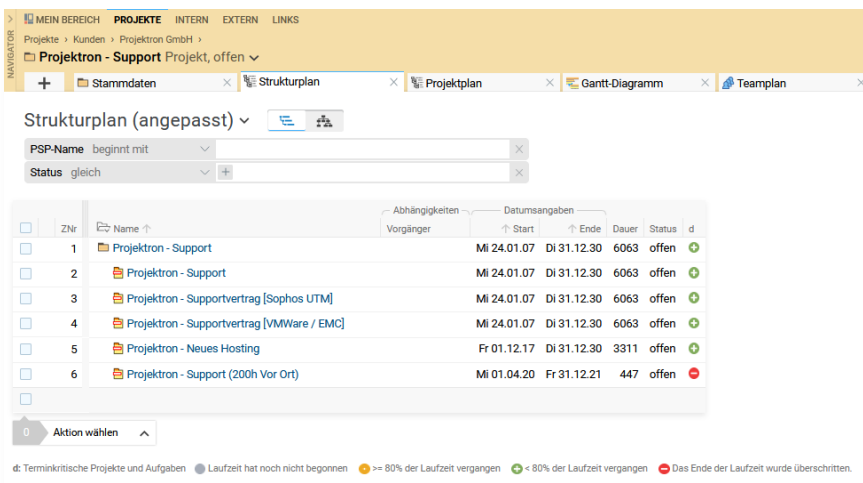 MEIN BEREICH PROJEKTE INTERN EXTERN LINKS
NAVIGATOR
Projekte › Kunden › Projektron GmbH ›
Projektron - Support Projekt, offen
Stammdaten Strukturplan Projektplan Gantt-Diagramm Teamplan
Strukturplan (angepasst)
PSP-Name beginnt mit
Status gleich
Abhängigkeiten Datumsangaben
ZNr Name Vorgänger Start Ende Dauer Status d
1 Projektron - Support Mi 24.01.07 Di 31.12.30 6063 offen
2 Projektron - Support Mi 24.01.07 Di 31.12.30 6063 offen
3 Projektron - Supportvertrag [Sophos UTM] Mi 24.01.07 Di 31.12.30 6063 offen
4 Projektron - Supportvertrag [VMWare / EMC] Mi 24.01.07 Di 31.12.30 6063 offen
5 Projektron - Neues Hosting Fr 01.12.17 Di 31.12.30 3311 offen
6 Projektron - Support (200h Vor Ort) Mi 01.04.20 Fr 31.12.21 447 offen
0 Aktion wählen
d: Terminkritische Projekte und Aufgaben Laufzeit hat noch nicht begonnen >= 80% der Laufzeit vergangen < 80% der Laufzeit vergangen Das Ende der Laufzeit wurde überschritten.